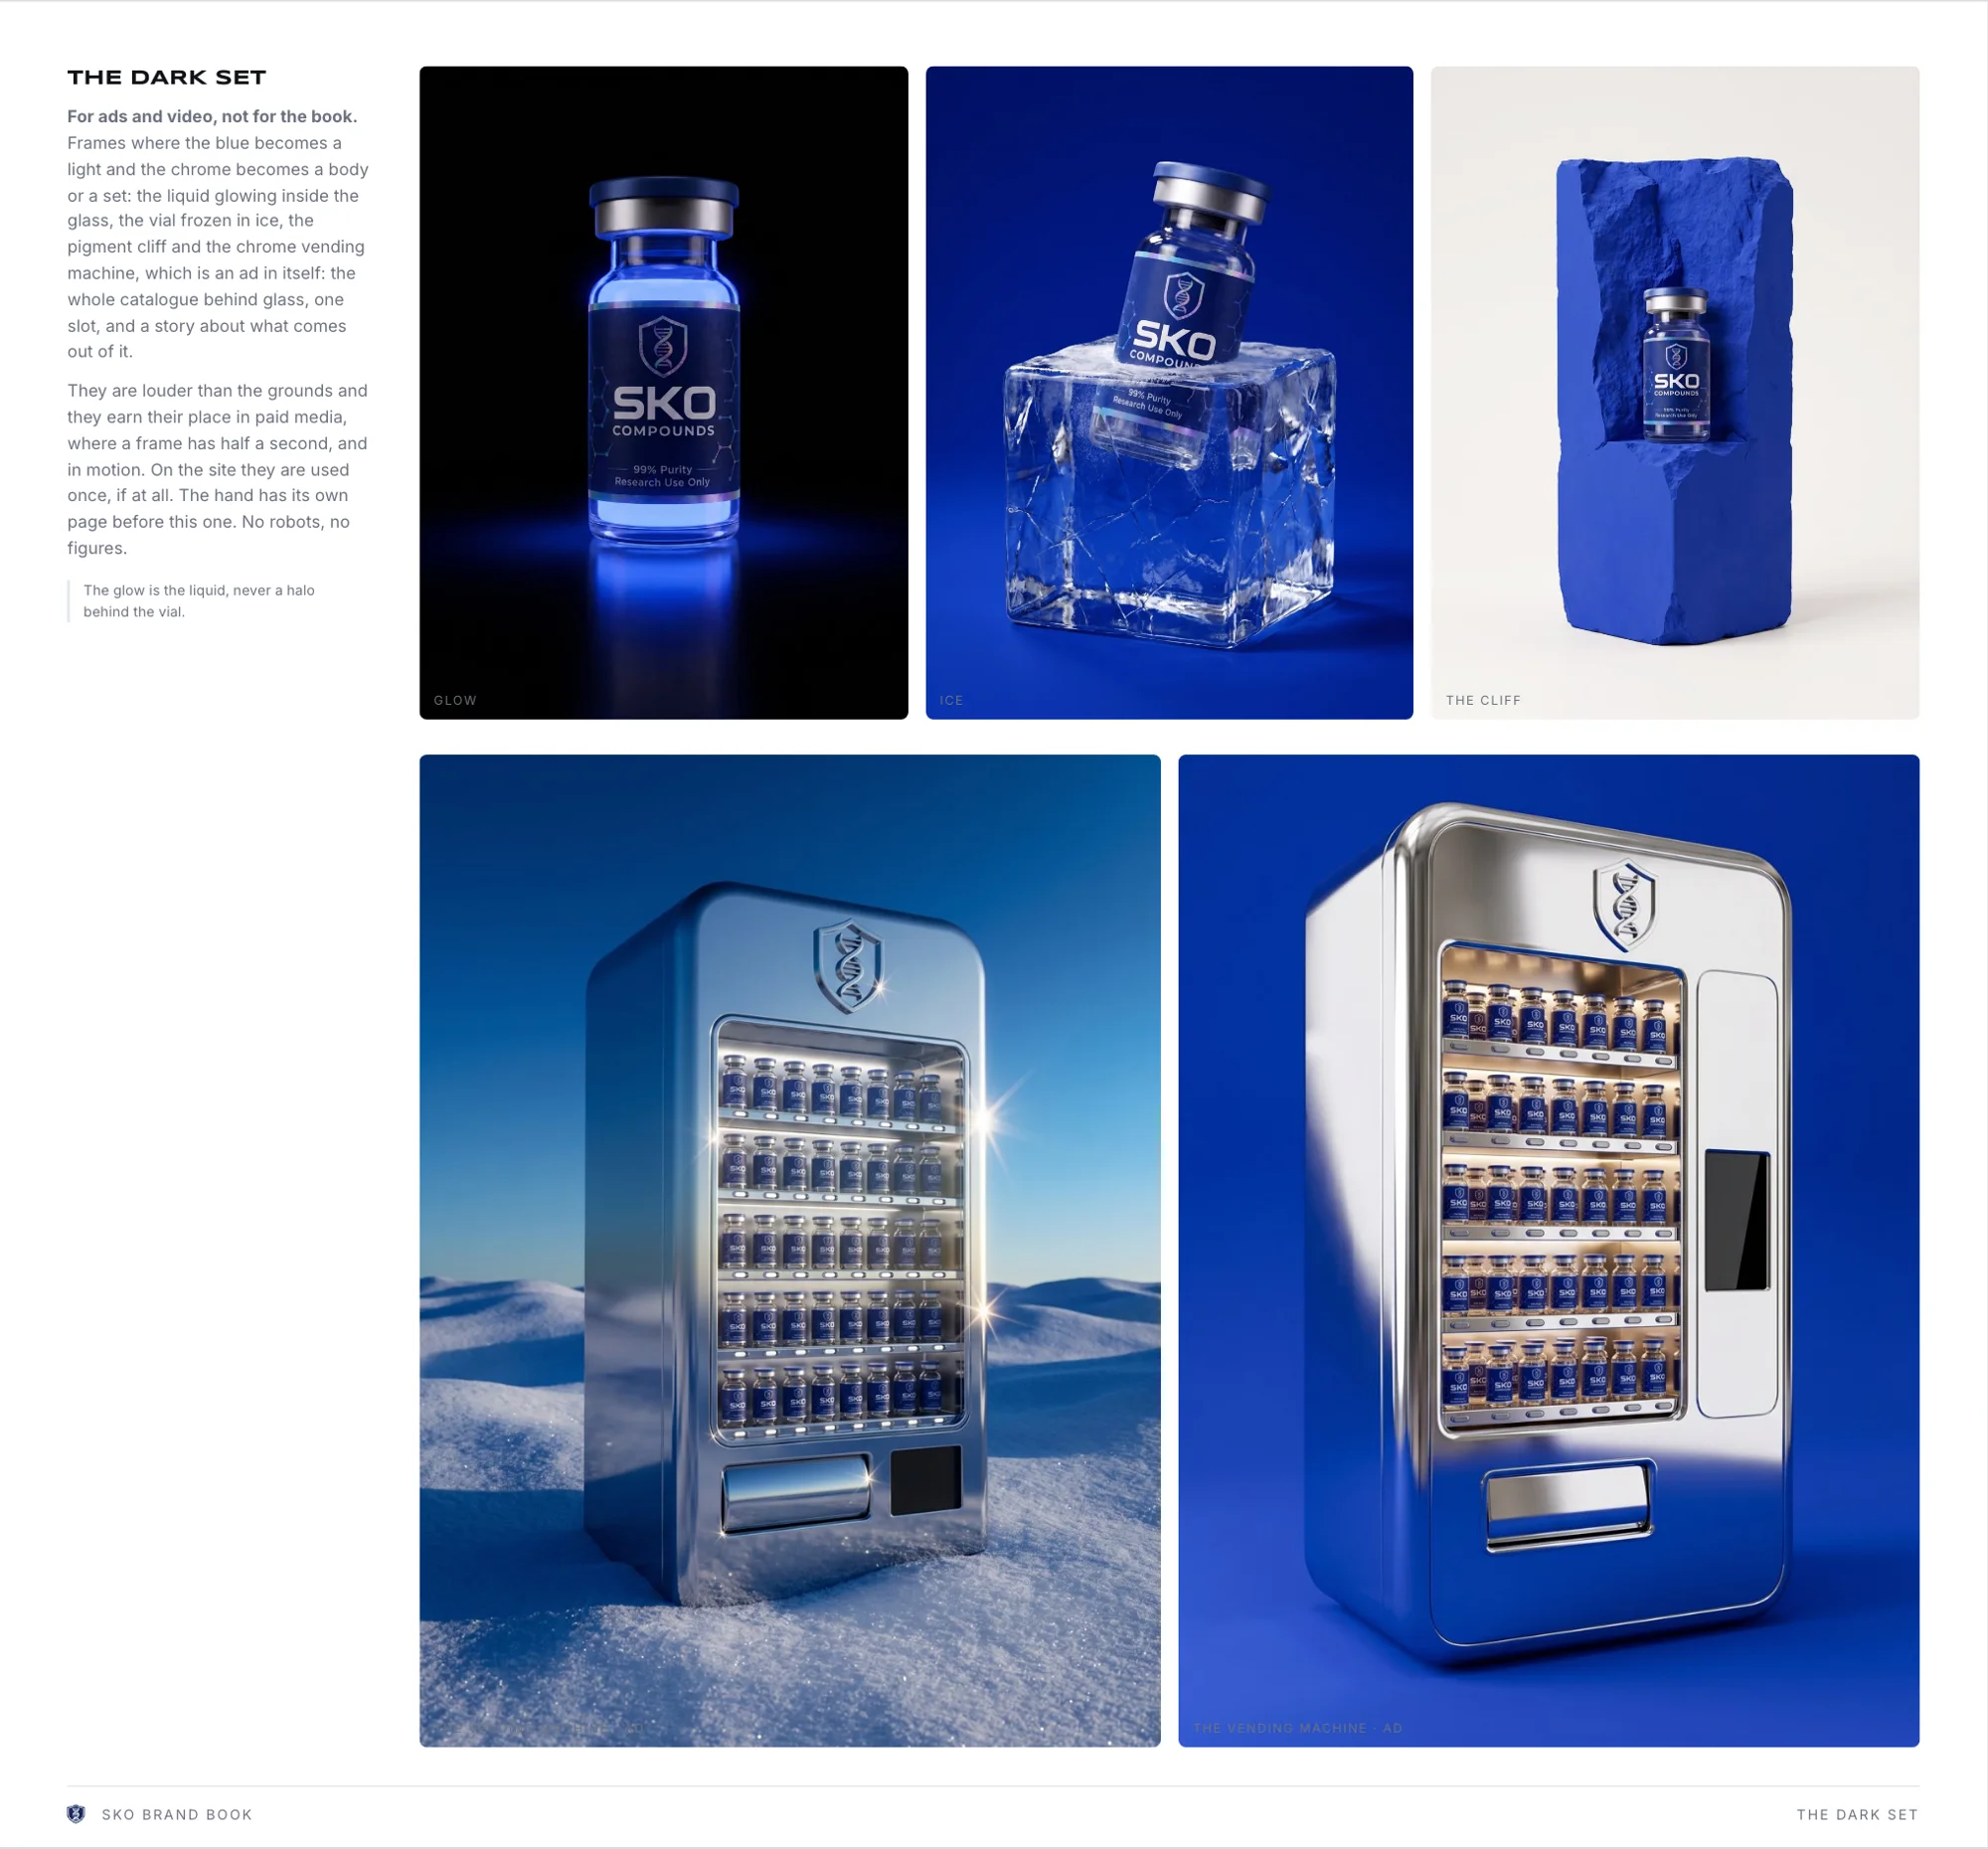 THE DARK SET
For ads and video, not for the book.
Frames where the blue becomes a
light and the chrome becomes a body
or a set: the liquid glowing inside the
glass, the vial frozen in ice, the
pigment cliff and the chrome vending
machine, which is an ad in itself: the
whole catalogue behind glass, one
slot, and a story about what comes
out of it.
They are louder than the grounds and
they earn their place in paid media,
where a frame has half a second, and
in motion. On the site they are used
once, if at all. The hand has its own
page before this one. No robots, no
figures.
The glow is the liquid, never a halo
behind the vial.
SKO
COMPOUNDS
99% Purity
Research Use Only
GLOW
SKO
COMPOUNDS
99% Purity
Research Use Only
ICE
SKO
COMPOUNDS
99% Purity
Research Use Only
THE CLIFF
THE VENDING MACHINE · AD
SKO BRAND BOOK
THE DARK SET